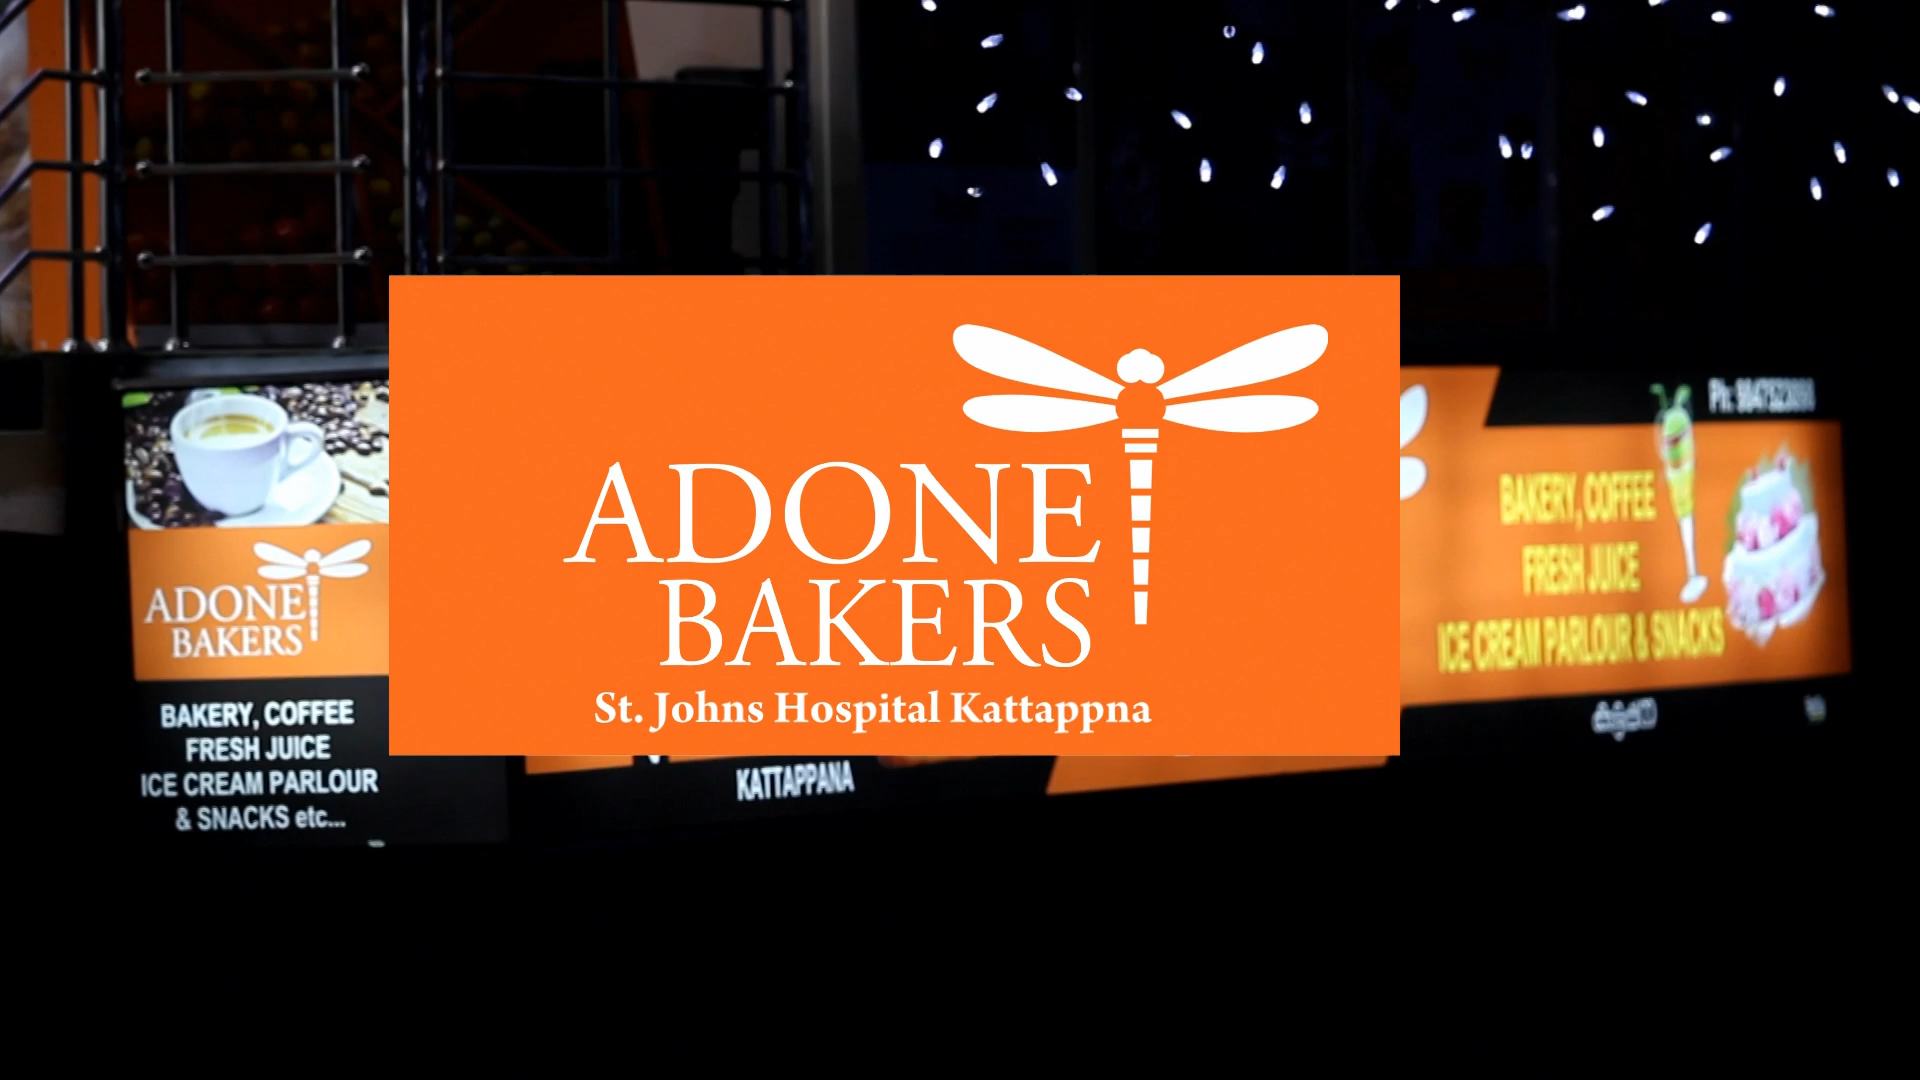 ADONE
BAKERS
St. Johns Hospital Kattappna
ADONE
BAKERS
BAKERY, COFFEE
FRESH JUICE
ICE CREAM PARLOUR
& SNACKS etc...
KATTAPPANA
BAKERY, COFFEE
FRESH JUICE
ICE CREAM PARLOUR & SNACKS